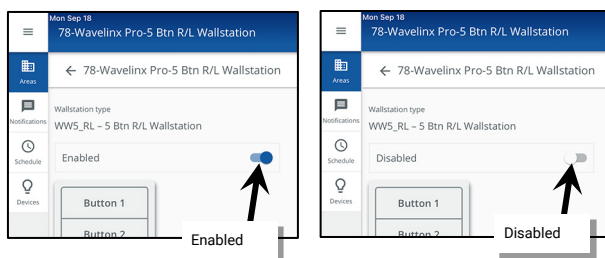 Mon Sep 18
78-Wavelinx Pro-5 Btn R/L Wallstation
Areas
← 78-Wavelinx Pro-5 Btn R/L Wallstation
Notifications
Wallstation type
WW5_RL – 5 Btn R/L Wallstation
Schedule
Enabled
Devices
Button 1
Button 2
Enabled
Mon Sep 18
78-Wavelinx Pro-5 Btn R/L Wallstation
Areas
← 78-Wavelinx Pro-5 Btn R/L Wallstation
Notifications
Wallstation type
WW5_RL – 5 Btn R/L Wallstation
Schedule
Disabled
Devices
Button 1
Button 2
Disabled